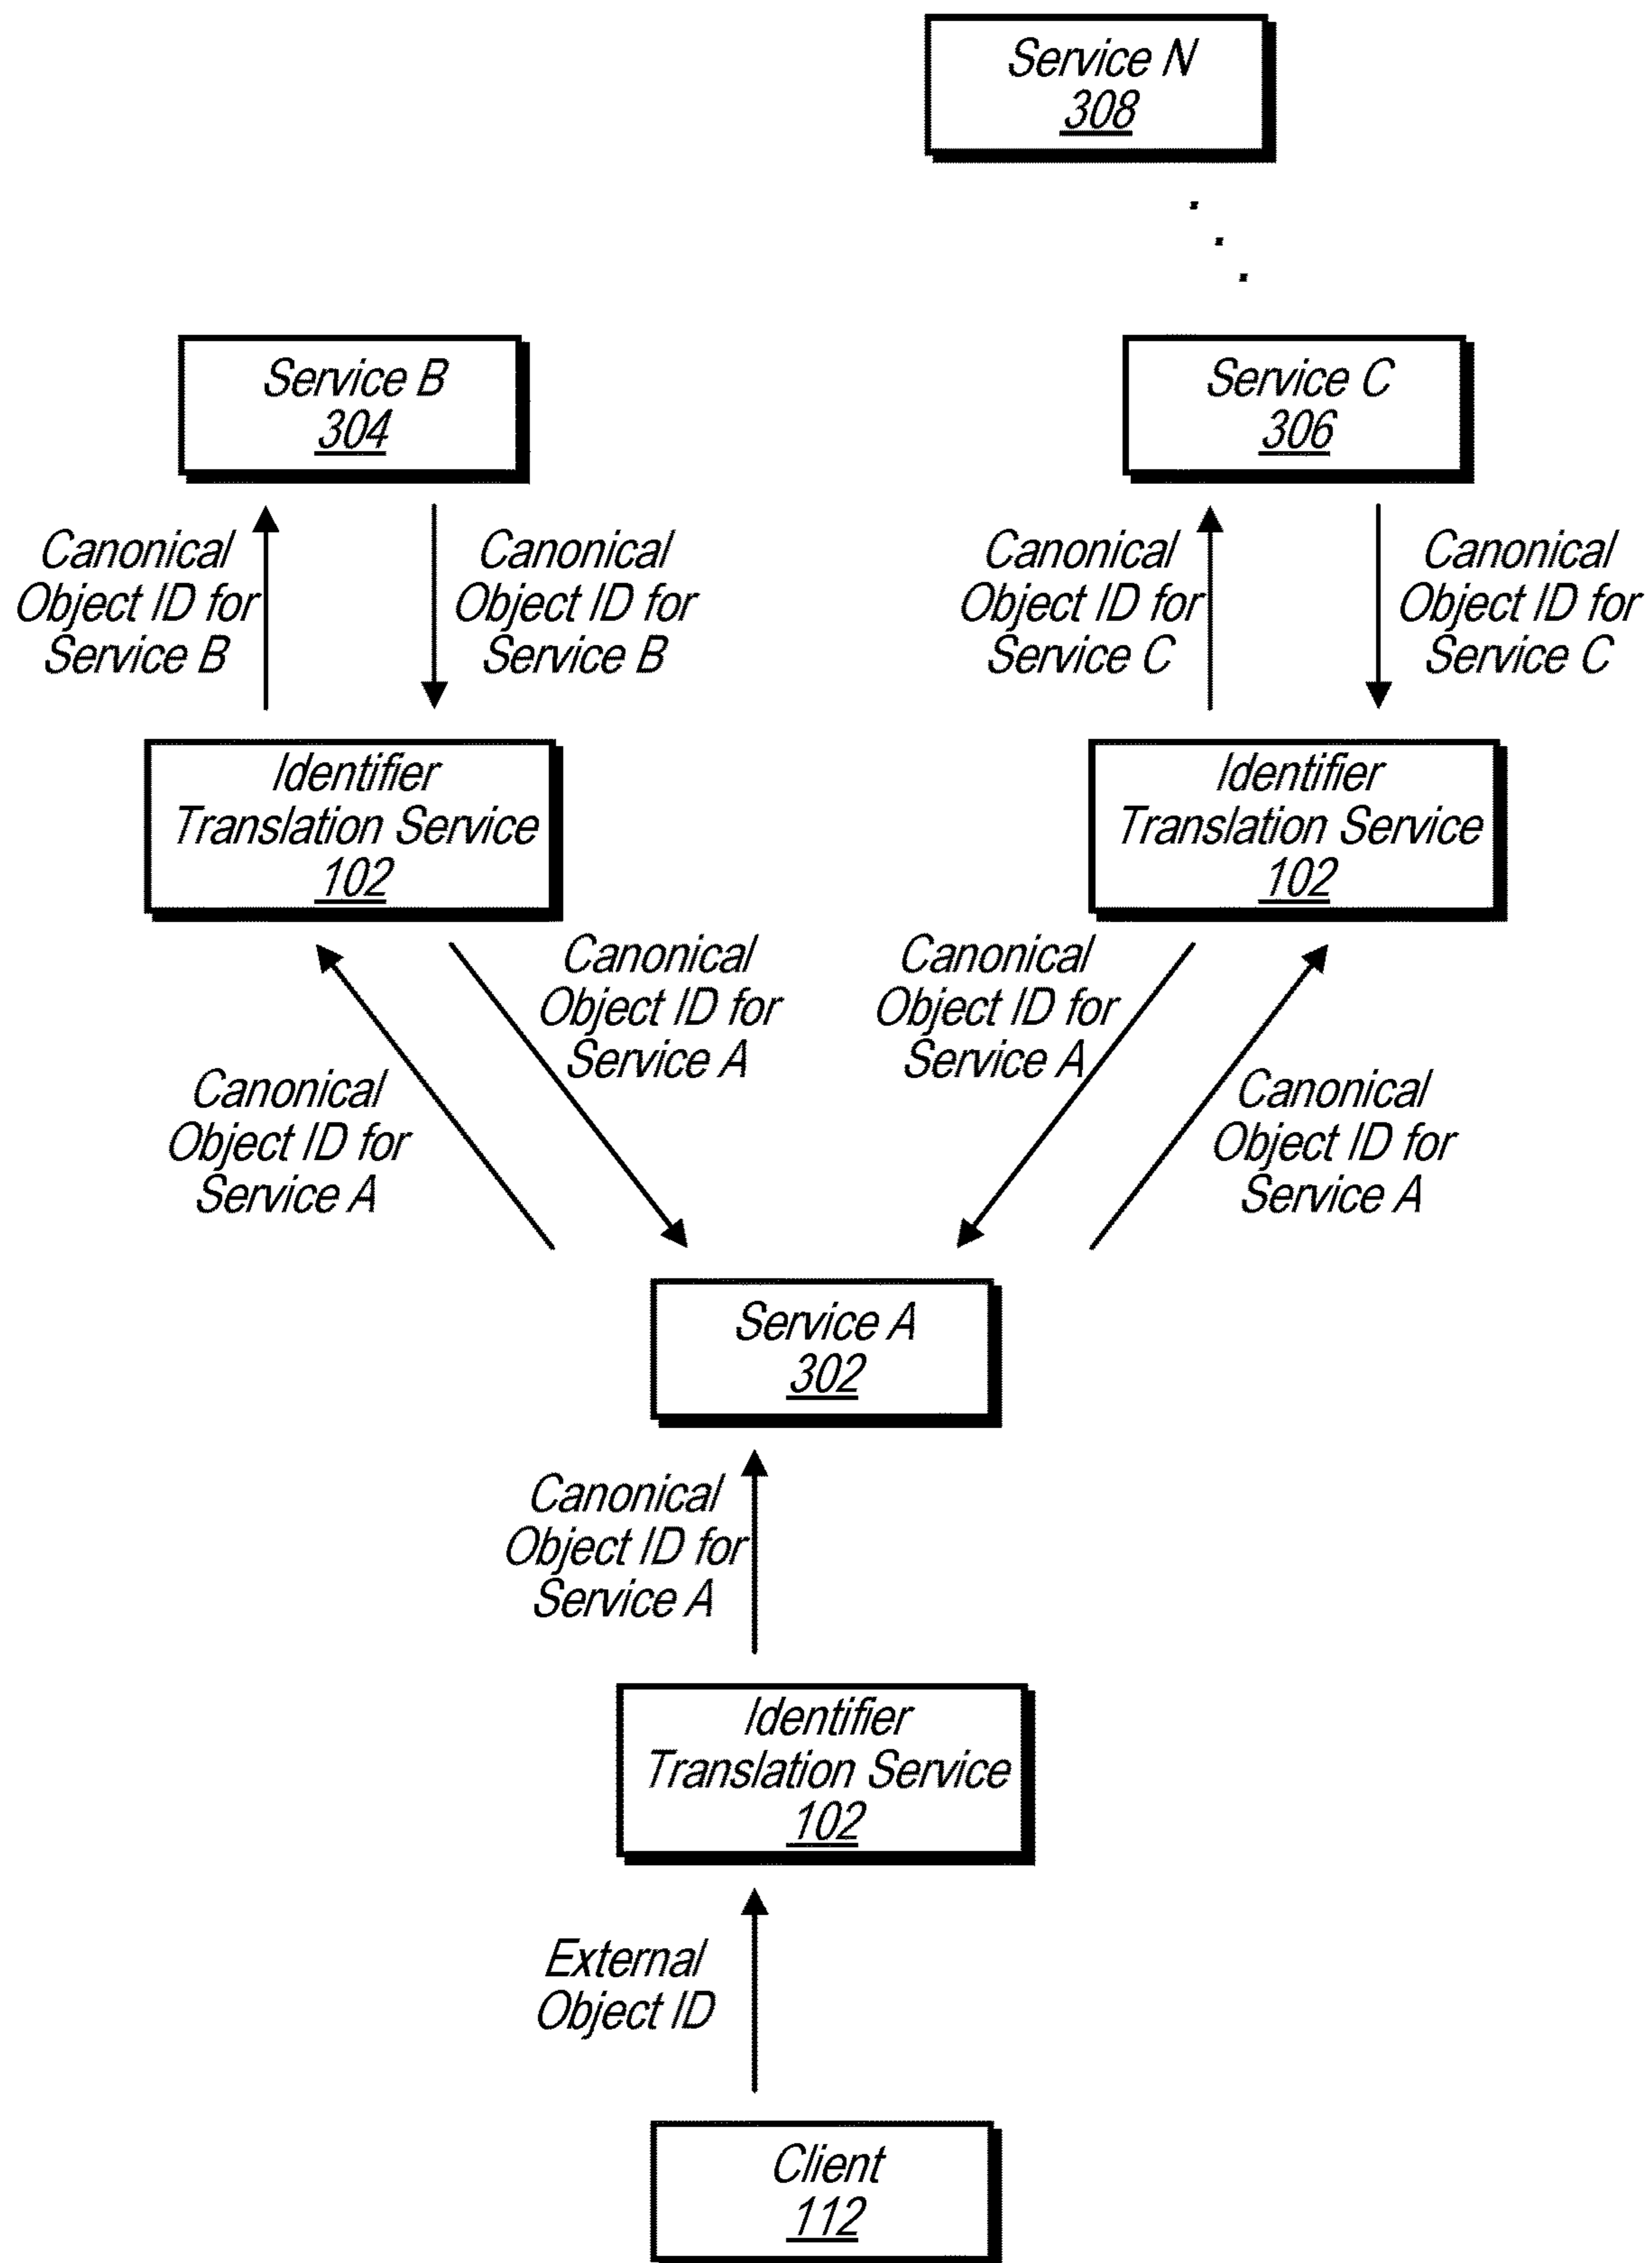 Service N
308
Service B
304
Service C
306
Canonical
Object ID for
Service B
Canonical
Object ID for
Service B
Canonical
Object ID for
Service C
Canonical
Object ID for
Service C
Identifier
Translation Service
102
Identifier
Translation Service
102
Canonical
Object ID for
Service A
Canonical
Object ID for
Service A
Canonical
Object ID for
Service A
Canonical
Object ID for
Service A
Service A
302
Canonical
Object ID for
Service A
Identifier
Translation Service
102
External
Object ID
Client
112